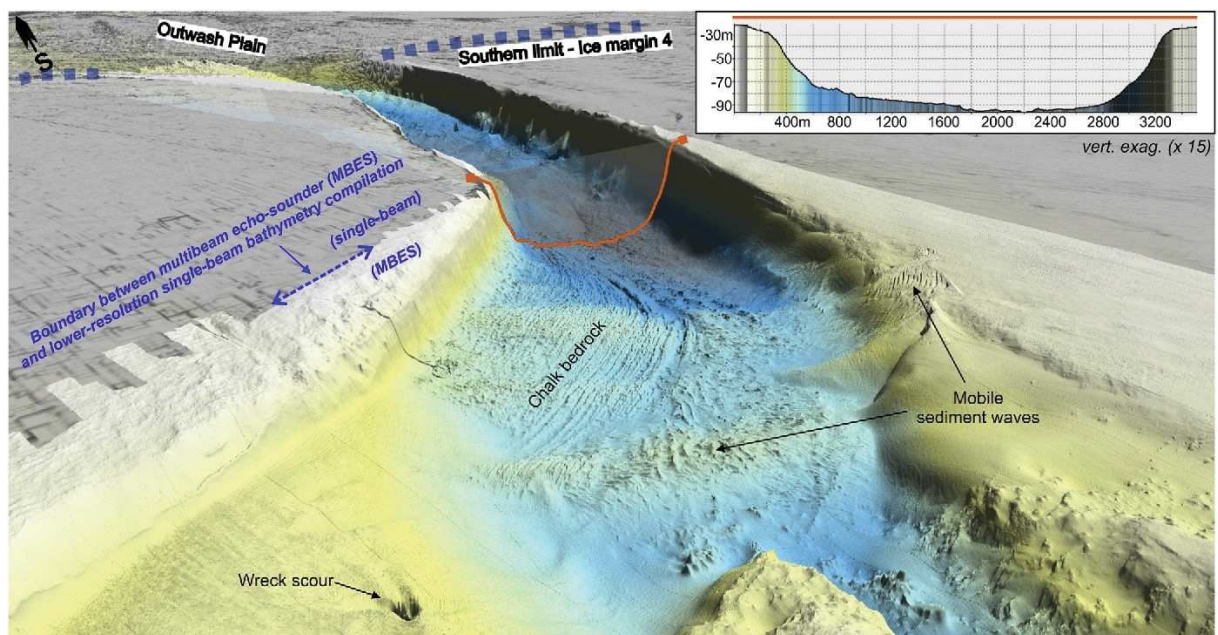 S
Outwash Plain
Southern limit - Ice margin 4
-30m
-50
-70
-90
400m 800 1200 1600 2000 2400 2800 3200
vert. exag. (x 15)
Boundary between multibeam echo-sounder (MBES)
and lower-resolution single-beam bathymetry compilation
(single-beam)
(MBES)
Chalk bedrock
Mobile
sediment waves
Wreck scour